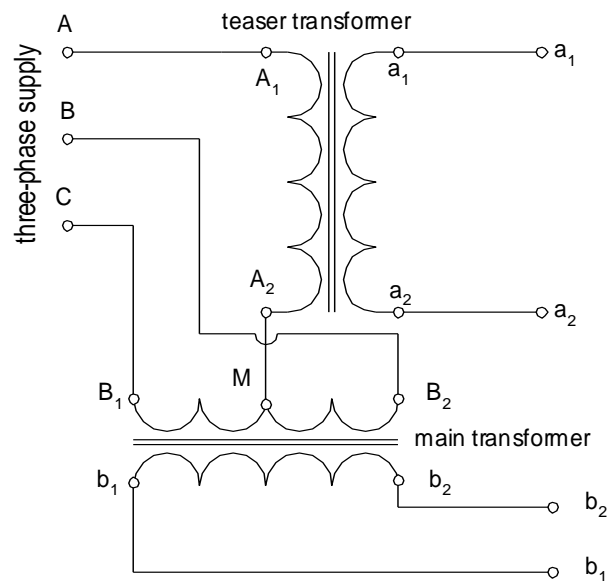 teaser transformer
A
A₁
a₁
a₁
three-phase supply
B
C
A₂
a₂
a₂
M
B₁
B₂
main transformer
b₁
b₂
b₂
b₁